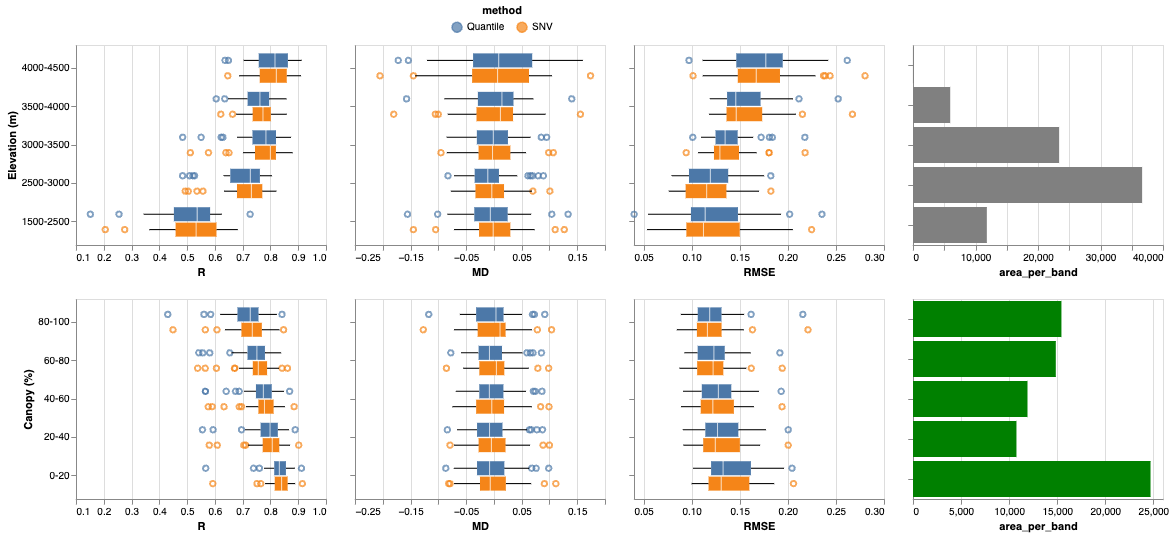 method
Quantile SNV
Elevation (m)
4000-4500
3500-4000
3000-3500
2500-3000
1500-2500
0.1 0.2 0.3 0.4 0.5 0.6 0.7 0.8 0.9 1.0
R
−0.25 −0.15 −0.05 0.05 0.15
MD
0.05 0.10 0.15 0.20 0.25 0.30
RMSE
0 10,000 20,000 30,000 40,000
area_per_band
Canopy (%)
80-100
60-80
40-60
20-40
0-20
0.1 0.2 0.3 0.4 0.5 0.6 0.7 0.8 0.9 1.0
R
−0.25 −0.15 −0.05 0.05 0.15
MD
0.05 0.10 0.15 0.20 0.25 0.30
RMSE
0 5,000 10,000 15,000 20,000 25,000
area_per_band